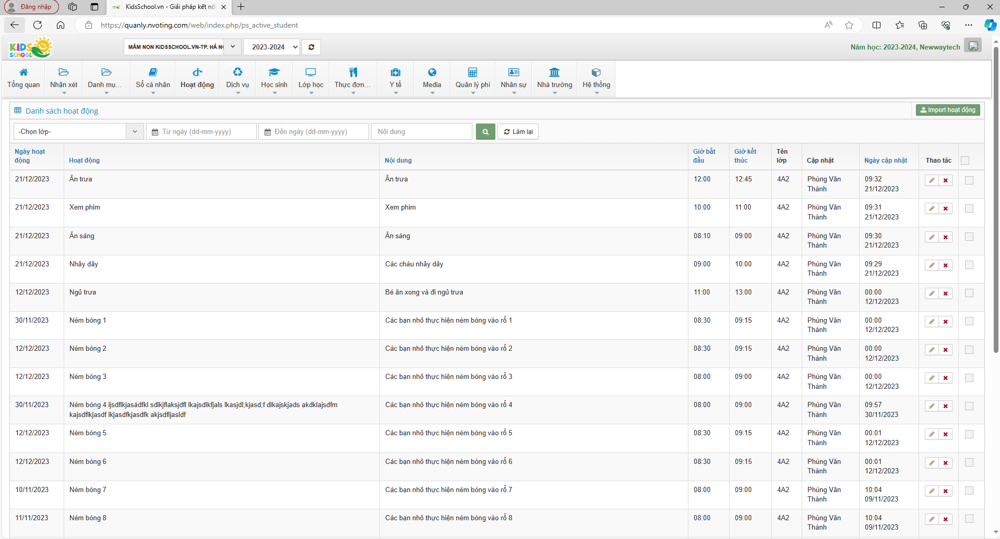 Đăng nhập
KidsSchool.vn - Giải pháp kết nối
https://quanly.nvoting.com/web/index.php/ps_active_student
KIDS
SCHOOL
MẦM NON KIDSSCHOOL.VN-TP. HÀ NỘ
2023-2024
Năm học: 2023-2024, Newwaytech
Tổng quan
Nhận xét
Danh mụ...
Sổ cá nhân
Hoạt động
Dịch vụ
Học sinh
Lớp học
Thực đơn...
Y tế
Media
Quản lý phí
Nhân sự
Nhà trường
Hệ thống
Danh sách hoạt động
Import hoạt động
-Chọn lớp-
Từ ngày (dd-mm-yyyy)
Đến ngày (dd-mm-yyyy)
Nội dung
Làm lại
Ngày hoạt động Hoạt động Nội dung Giờ bắt đầu Giờ kết thúc Tên lớp Cập nhật Ngày cập nhật Thao tác
21/12/2023 Ăn trưa Ăn trưa 12:00 12:45 4A2 Phùng Văn Thành 09:32 21/12/2023
21/12/2023 Xem phim Xem phim 10:00 11:00 4A2 Phùng Văn Thành 09:31 21/12/2023
21/12/2023 Ăn sáng Ăn sáng 08:10 09:00 4A2 Phùng Văn Thành 09:30 21/12/2023
21/12/2023 Nhảy dây Các cháu nhảy dây 09:00 10:00 4A2 Phùng Văn Thành 09:29 21/12/2023
12/12/2023 Ngủ trưa Bé ăn xong và đi ngủ trưa 11:00 13:00 4A2 Phùng Văn Thành 00:00 12/12/2023
30/11/2023 Ném bóng 1 Các bạn nhỏ thực hiện ném bóng vào rổ 1 08:30 09:15 4A2 Phùng Văn Thành 00:00 12/12/2023
12/12/2023 Ném bóng 2 Các bạn nhỏ thực hiện ném bóng vào rổ 2 08:30 09:15 4A2 Phùng Văn Thành 00:00 12/12/2023
12/12/2023 Ném bóng 3 Các bạn nhỏ thực hiện ném bóng vào rổ 3 08:00 09:00 4A2 Phùng Văn Thành 00:00 12/12/2023
30/11/2023 Ném bóng 4 ljsdflkjasádfkl sdlkjflaksjdfl lkajsdlkfjals lkasjdl;kjasd;f dlkajskjads ạkdklajsdfm kajsdflkjasdf lkjasdfkjasdfk akjsdfljasldf Các bạn nhỏ thực hiện ném bóng vào rổ 4 08:00 09:00 4A2 Phùng Văn Thành 09:57 30/11/2023
12/12/2023 Ném bóng 5 Các bạn nhỏ thực hiện ném bóng vào rổ 5 08:30 09:15 4A2 Phùng Văn Thành 00:01 12/12/2023
12/12/2023 Ném bóng 6 Các bạn nhỏ thực hiện ném bóng vào rổ 6 08:30 09:15 4A2 Phùng Văn Thành 00:01 12/12/2023
10/11/2023 Ném bóng 7 Các bạn nhỏ thực hiện ném bóng vào rổ 7 08:00 09:00 4A2 Phùng Văn Thành 10:04 09/11/2023
11/11/2023 Ném bóng 8 Các bạn nhỏ thực hiện ném bóng vào rổ 8 08:00 09:00 4A2 Phùng Văn Thành 10:04 09/11/2023